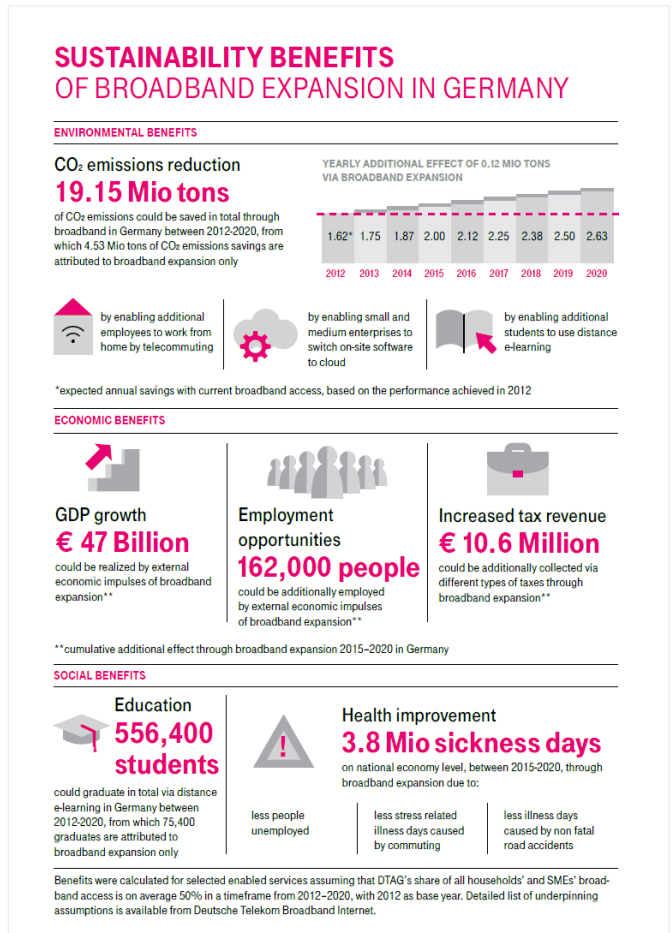 SUSTAINABILITY BENEFITS
OF BROADBAND EXPANSION IN GERMANY
ENVIRONMENTAL BENEFITS
CO₂ emissions reduction
19.15 Mio tons
of CO₂ emissions could be saved in total through
broadband in Germany between 2012-2020, from
which 4.53 Mio tons of CO₂ emissions savings are
attributed to broadband expansion only
YEARLY ADDITIONAL EFFECT OF 0.12 MIO TONS
VIA BROADBAND EXPANSION
1.62* 1.75 1.87 2.00 2.12 2.25 2.38 2.50 2.63
2012 2013 2014 2015 2016 2017 2018 2019 2020
by enabling additional
employees to work from
home by telecommuting
by enabling small and
medium enterprises to
switch on-site software
to cloud
by enabling additional
students to use distance
e-learning
*expected annual savings with current broadband access, based on the performance achieved in 2012
ECONOMIC BENEFITS
GDP growth
€ 47 Billion
could be realized by external
economic impulses of broadband
expansion**
Employment
opportunities
162,000 people
could be additionally employed
by external economic impulses
of broadband expansion**
Increased tax revenue
€ 10.6 Million
could be additionally collected via
different types of taxes through
broadband expansion**
**cumulative additional effect through broadband expansion 2015–2020 in Germany
SOCIAL BENEFITS
Education
556,400
students
could graduate in total via distance
e-learning in Germany between
2012-2020, from which 75,400
graduates are attributed to
broadband expansion only
!
Health improvement
3.8 Mio sickness days
on national economy level, between 2015-2020, through
broadband expansion due to:
less people
unemployed
less stress related
illness days caused
by commuting
less illness days
caused by non fatal
road accidents
Benefits were calculated for selected enabled services assuming that DTAG's share of all households' and SMEs' broad-
band access is on average 50% in a timeframe from 2012–2020, with 2012 as base year. Detailed list of underpinning
assumptions is available from Deutsche Telekom Broadband Internet.